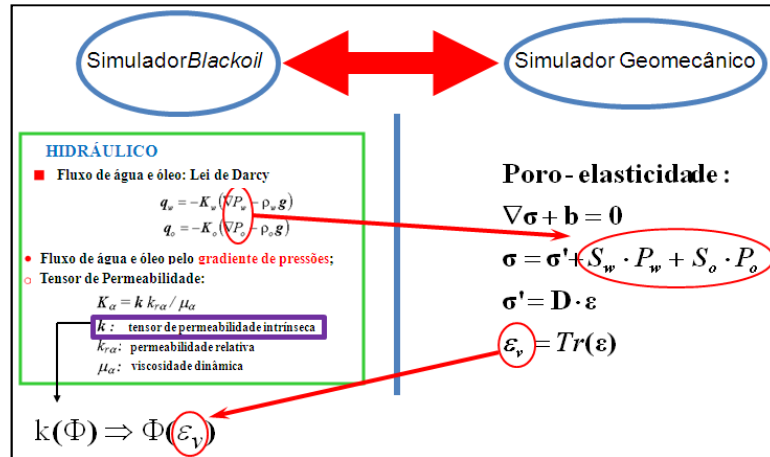 Simulador Blackoil
Simulador Geomecânico
HIDRÁULICO
Fluxo de água e óleo: Lei de Darcy
q_w = −K_w(∇P_w − ρ_w g)
q_o = −K_o(∇P_o − ρ_o g)
Fluxo de água e óleo pelo gradiente de pressões;
Tensor de Permeabilidade:
K_α = k k_rα / μ_α
k : tensor de permeabilidade intrínseca
k_rα: permeabilidade relativa
μ_α: viscosidade dinâmica
k(Φ) ⇒ Φ(ε_v)
Poro-elasticidade:
∇σ + b = 0
σ = σ' + S_w · P_w + S_o · P_o
σ' = D · ε
ε_v = Tr(ε)